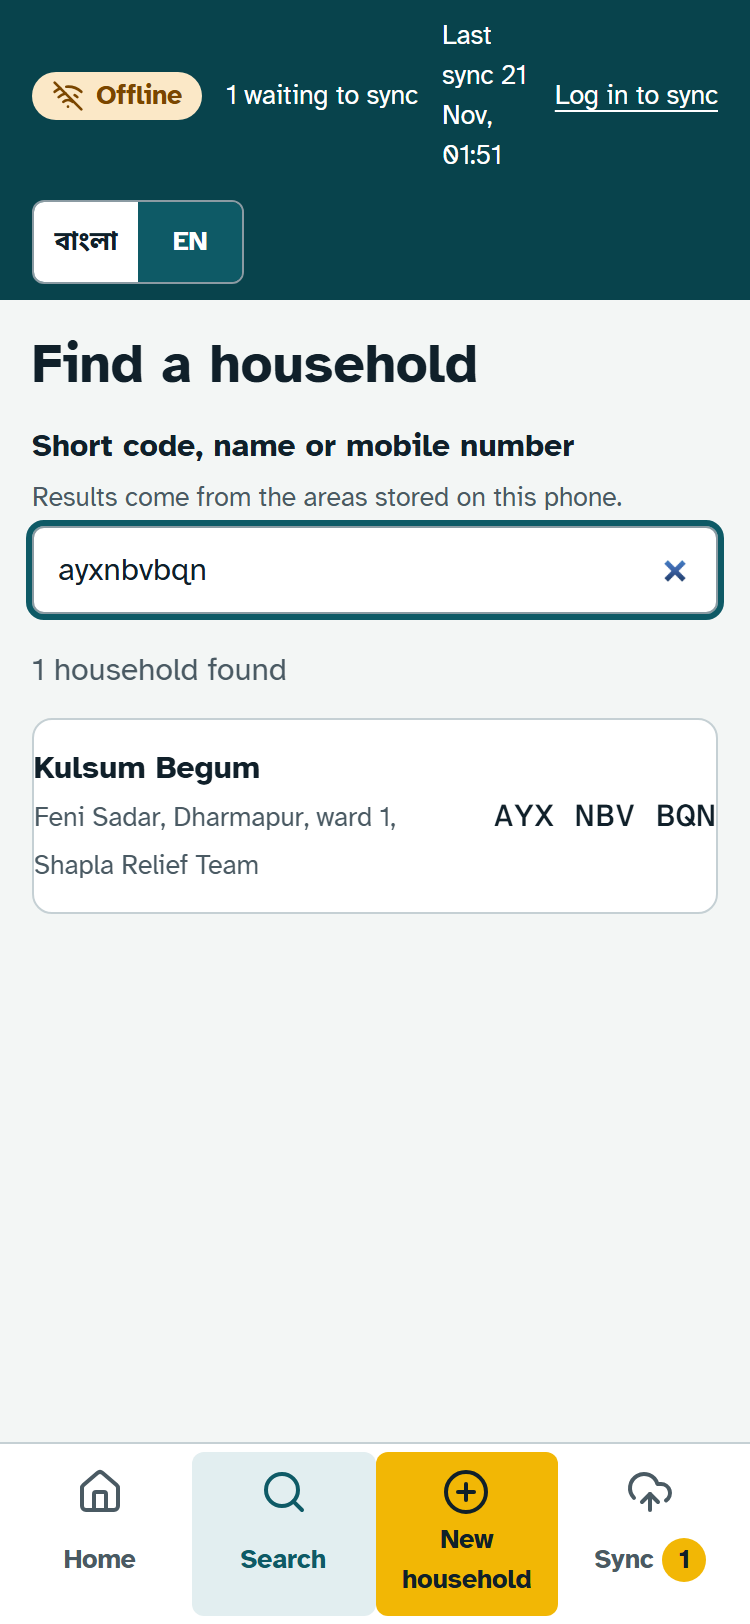 Offline
1 waiting to sync
Last
sync 21
Nov,
01:51
Log in to sync
বাংলা
EN
Find a household
Short code, name or mobile number
Results come from the areas stored on this phone.
ayxnbvbqn
1 household found
Kulsum Begum
Feni Sadar, Dharmapur, ward 1,
Shapla Relief Team
AYX NBV BQN
Home
Search
New
household
Sync
1